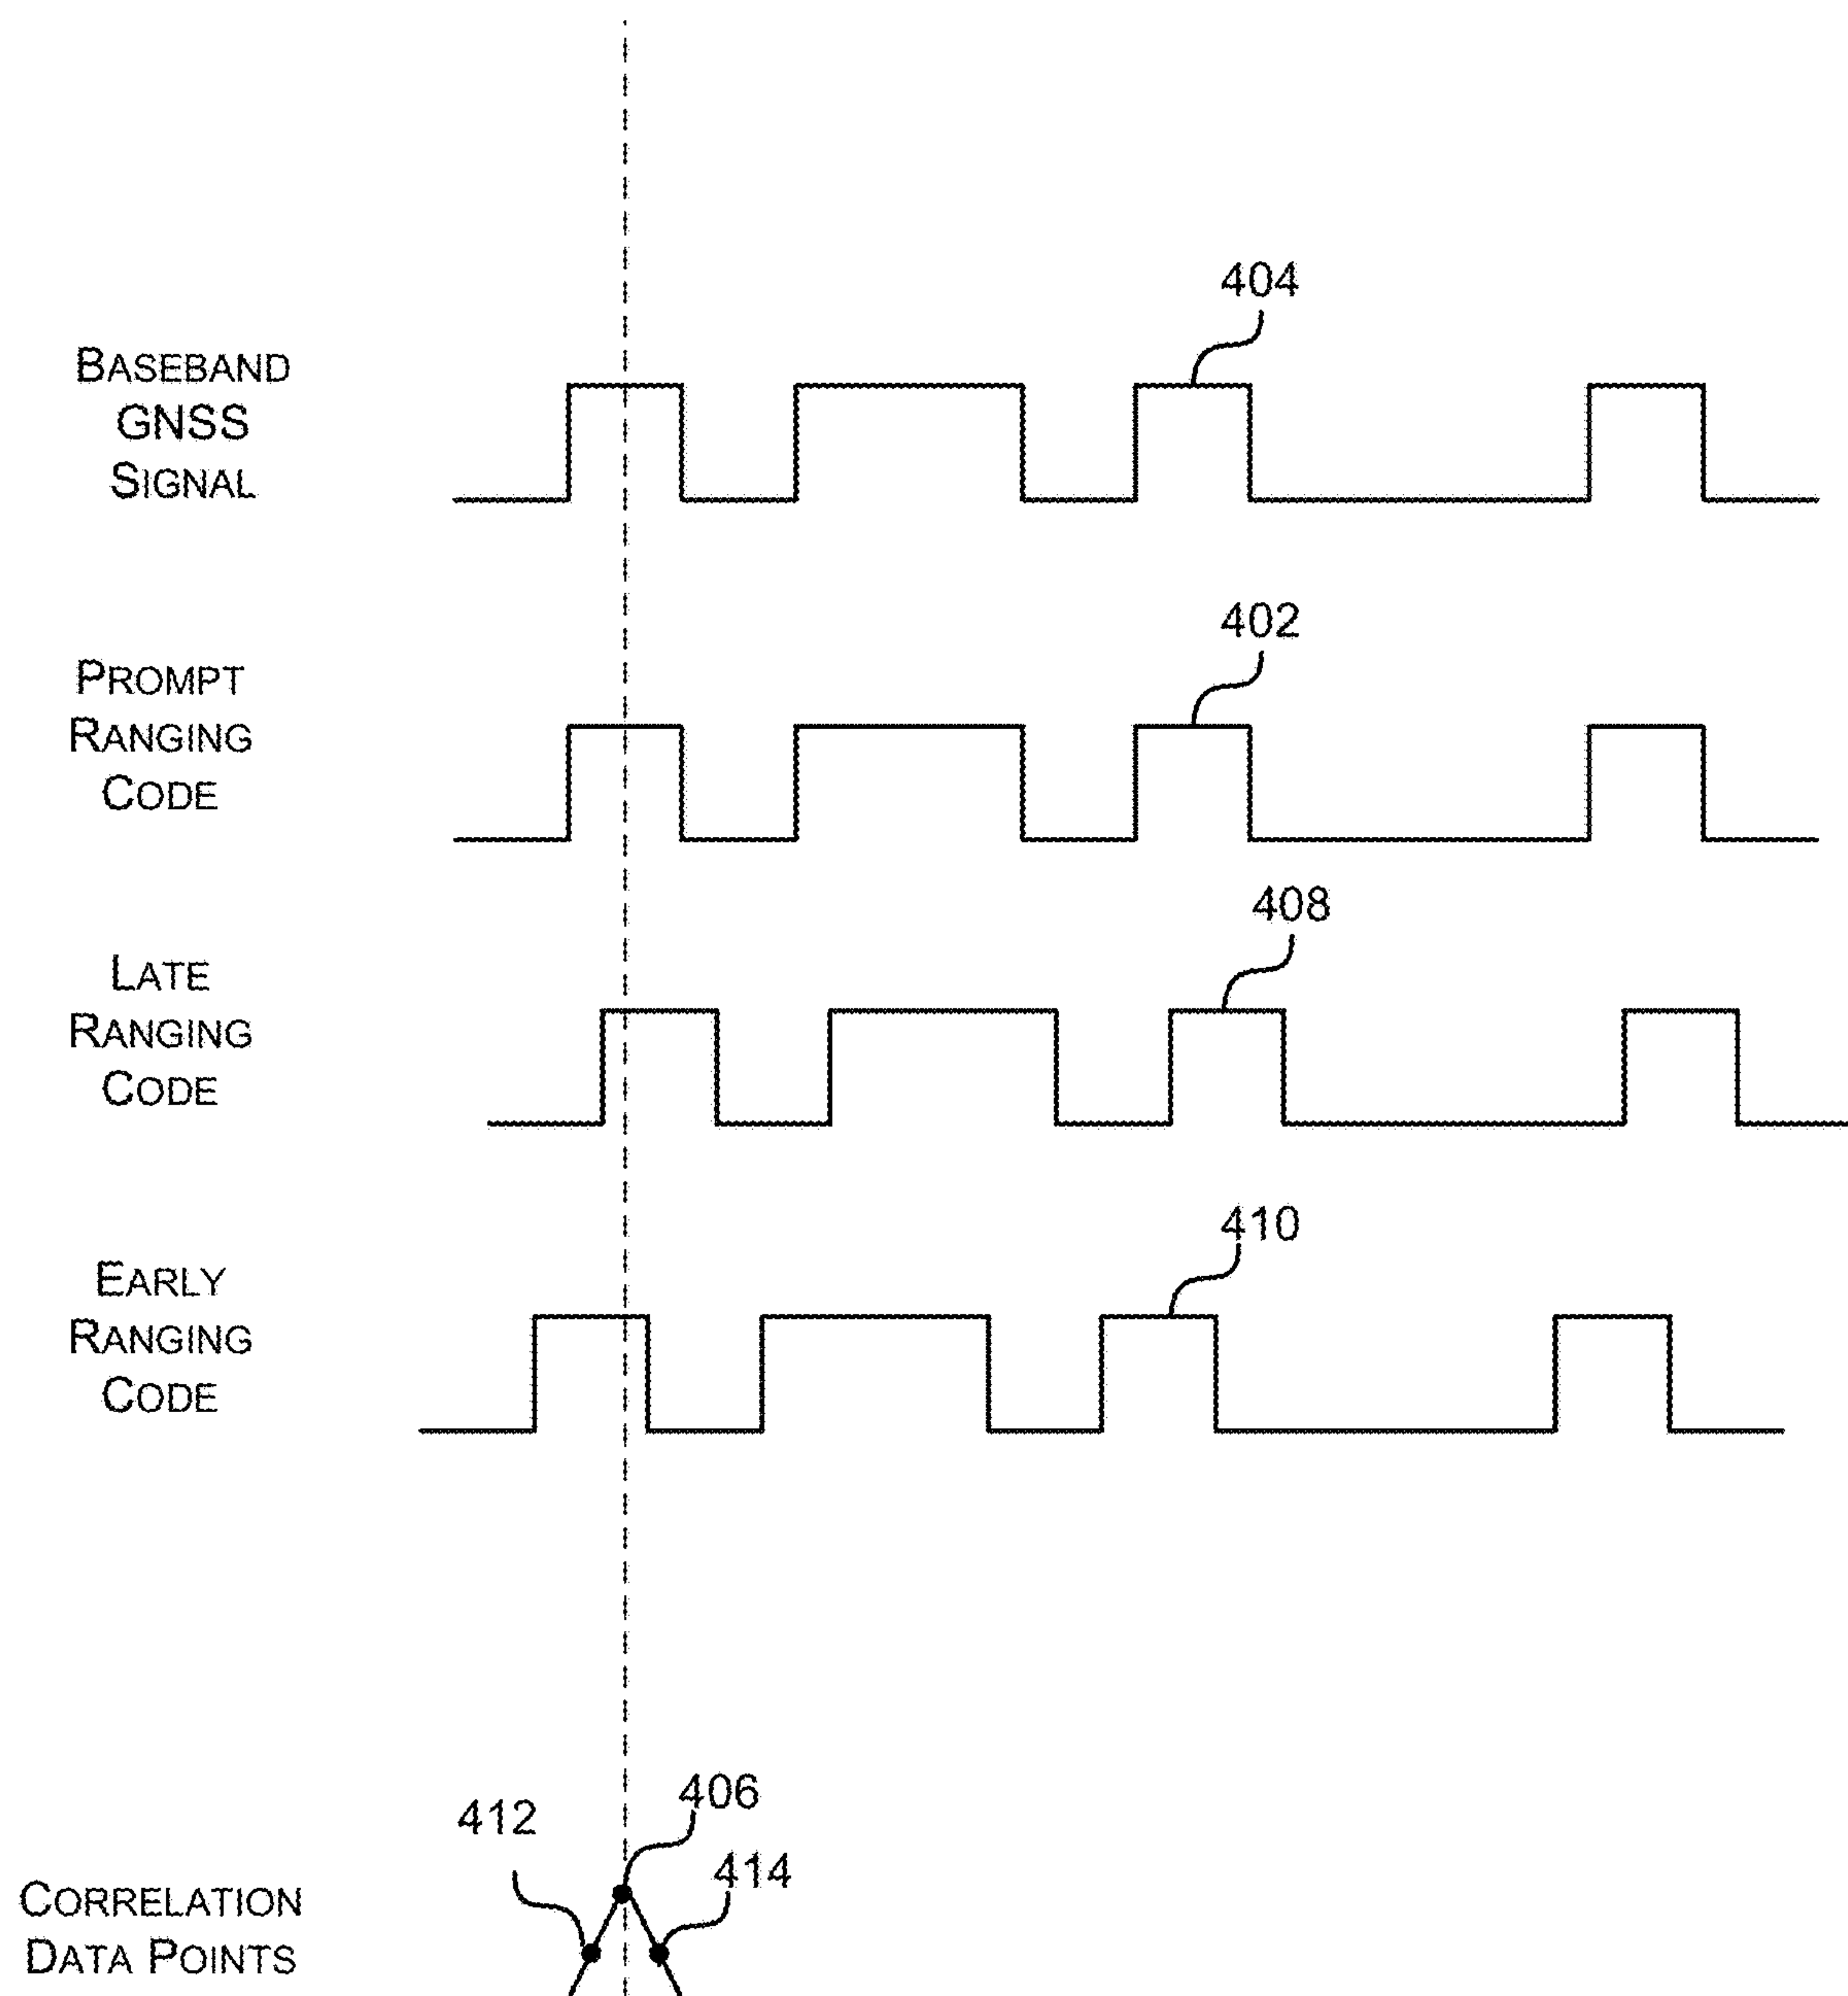 404
BASEBAND
GNSS
SIGNAL
402
PROMPT
RANGING
CODE
408
LATE
RANGING
CODE
410
EARLY
RANGING
CODE
406
412
414
CORRELATION
DATA POINTS